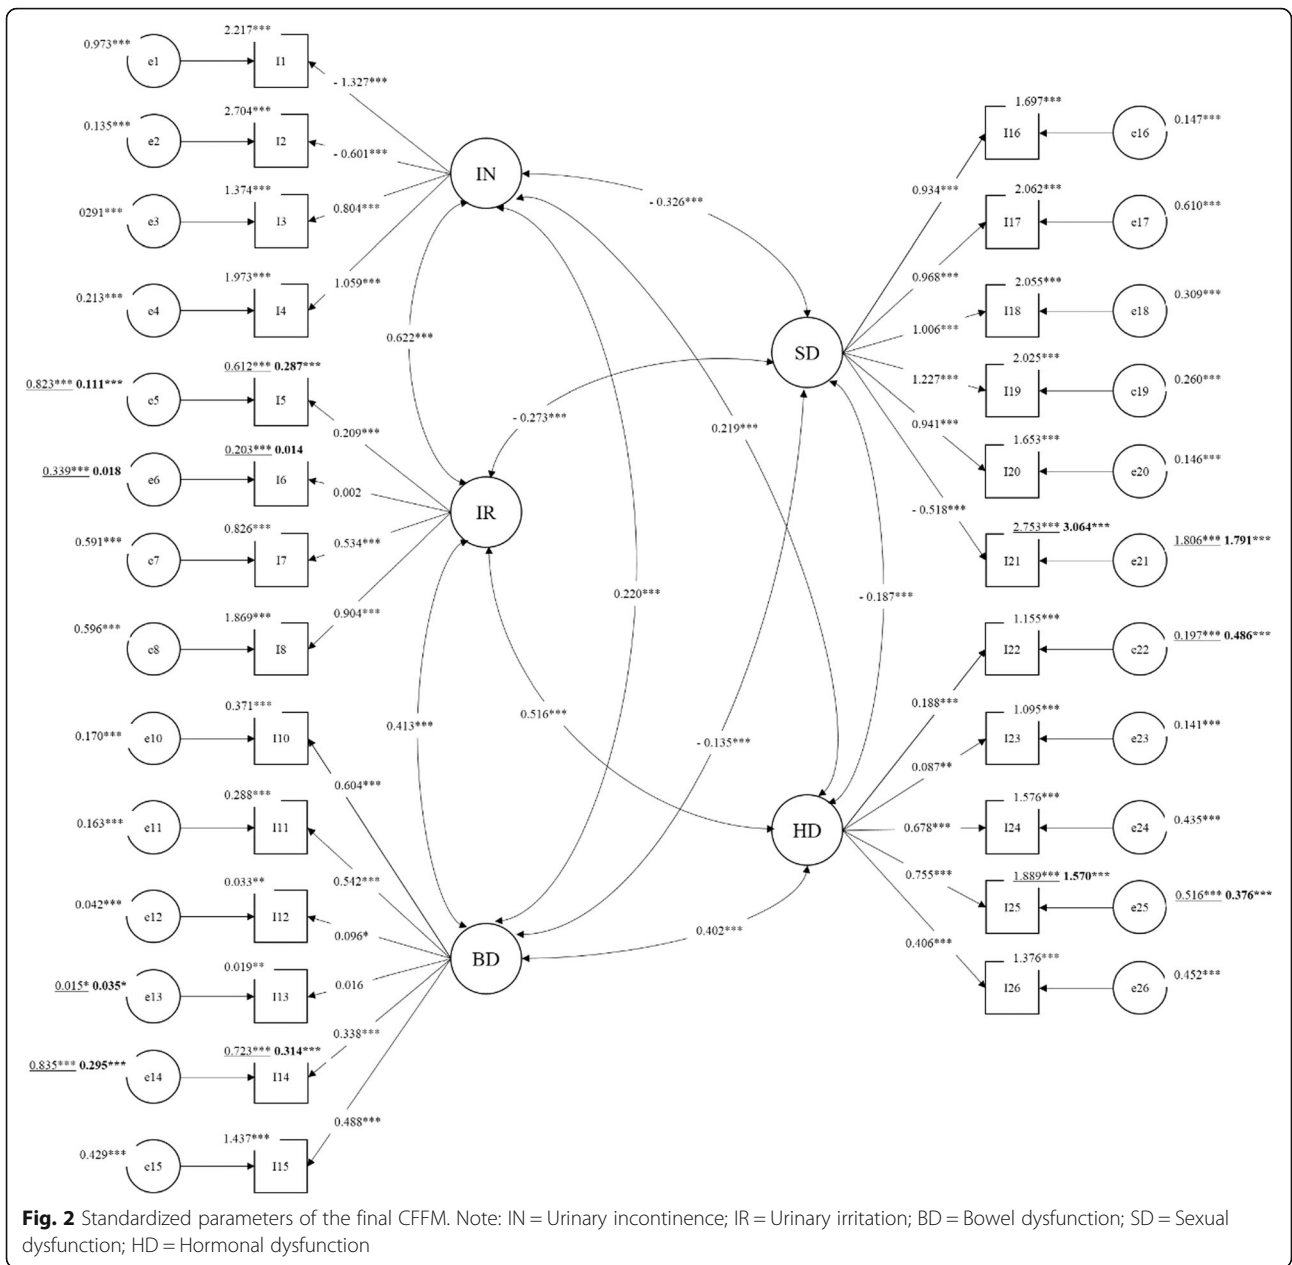 2.217***
0.973***
e1
I1
- 1.327***
2.704***
0.135***
e2
I2
- 0.601***
IN
1.374***
0291***
e3
I3
0.804***
1.973***
0.213***
e4
I4
1.059***
0.622***
0.612*** 0.287***
0.823*** 0.111***
e5
I5
0.209***
0.203*** 0.014
0.339*** 0.018
e6
I6
0.002
IR
0.826***
0.591***
e7
I7
0.534***
1.869***
0.596***
e8
I8
0.904***
0.371***
0.170***
e10
I10
0.604***
0.288***
0.163***
e11
I11
0.542***
0.033**
0.042***
e12
I12
0.096*
BD
0.019**
0.015* 0.035*
e13
I13
0.016
0.338***
0.723*** 0.314***
0.835*** 0.295***
e14
I14
0.488***
1.437***
0.429***
e15
I15
- 0.326***
- 0.273***
0.219***
0.220***
- 0.187***
0.413***
0.516***
- 0.135***
0.402***
1.697***
I16
e16
0.147***
0.934***
2.062***
I17
e17
0.610***
0.968***
2.055***
I18
e18
0.309***
1.006***
SD
2.025***
I19
e19
0.260***
1.227***
0.941***
1.653***
I20
e20
0.146***
- 0.518***
2.753*** 3.064***
I21
e21
1.806*** 1.791***
1.155***
I22
e22
0.197*** 0.486***
0.188***
1.095***
I23
e23
0.141***
0.087**
1.576***
I24
e24
0.435***
0.678***
HD
0.755***
1.889*** 1.570***
I25
e25
0.516*** 0.376***
0.406***
1.376***
I26
e26
0.452***
Fig. 2 Standardized parameters of the final CFFM. Note: IN = Urinary incontinence; IR = Urinary irritation; BD = Bowel dysfunction; SD = Sexual
dysfunction; HD = Hormonal dysfunction